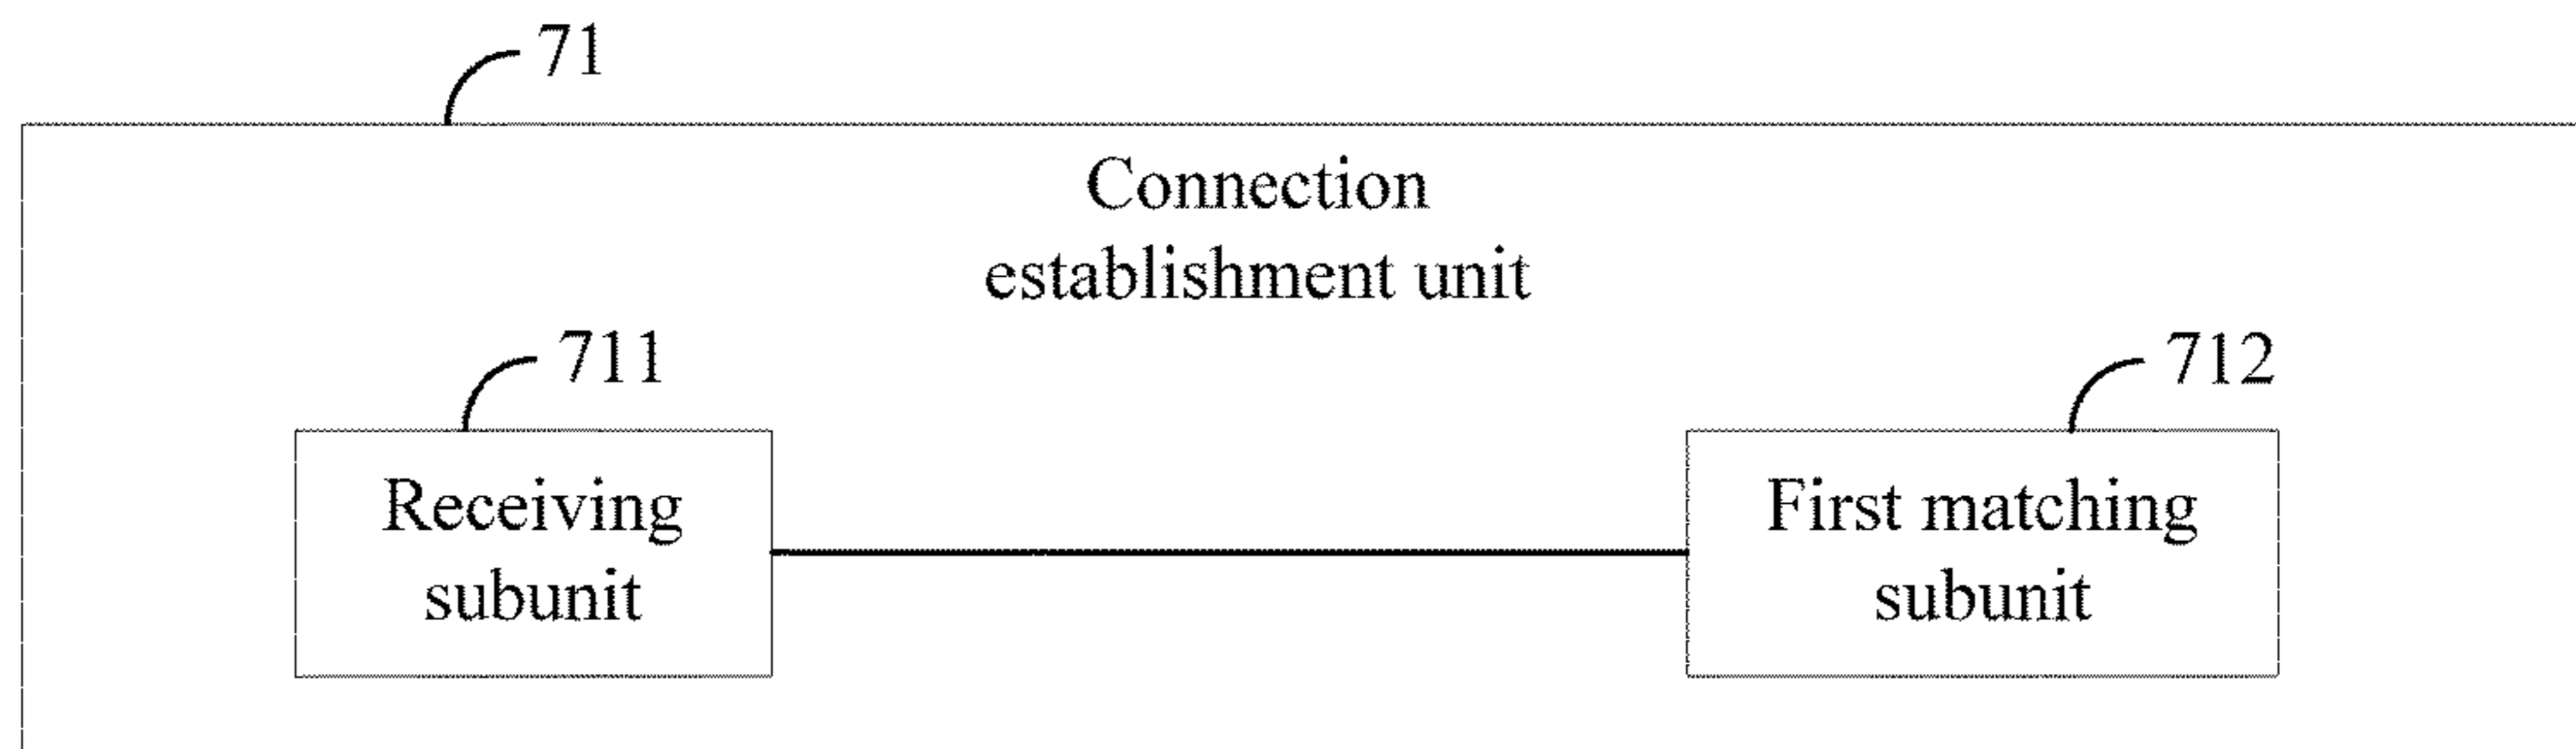 71
Connection
establishment unit
711
712
Receiving
subunit
First matching
subunit